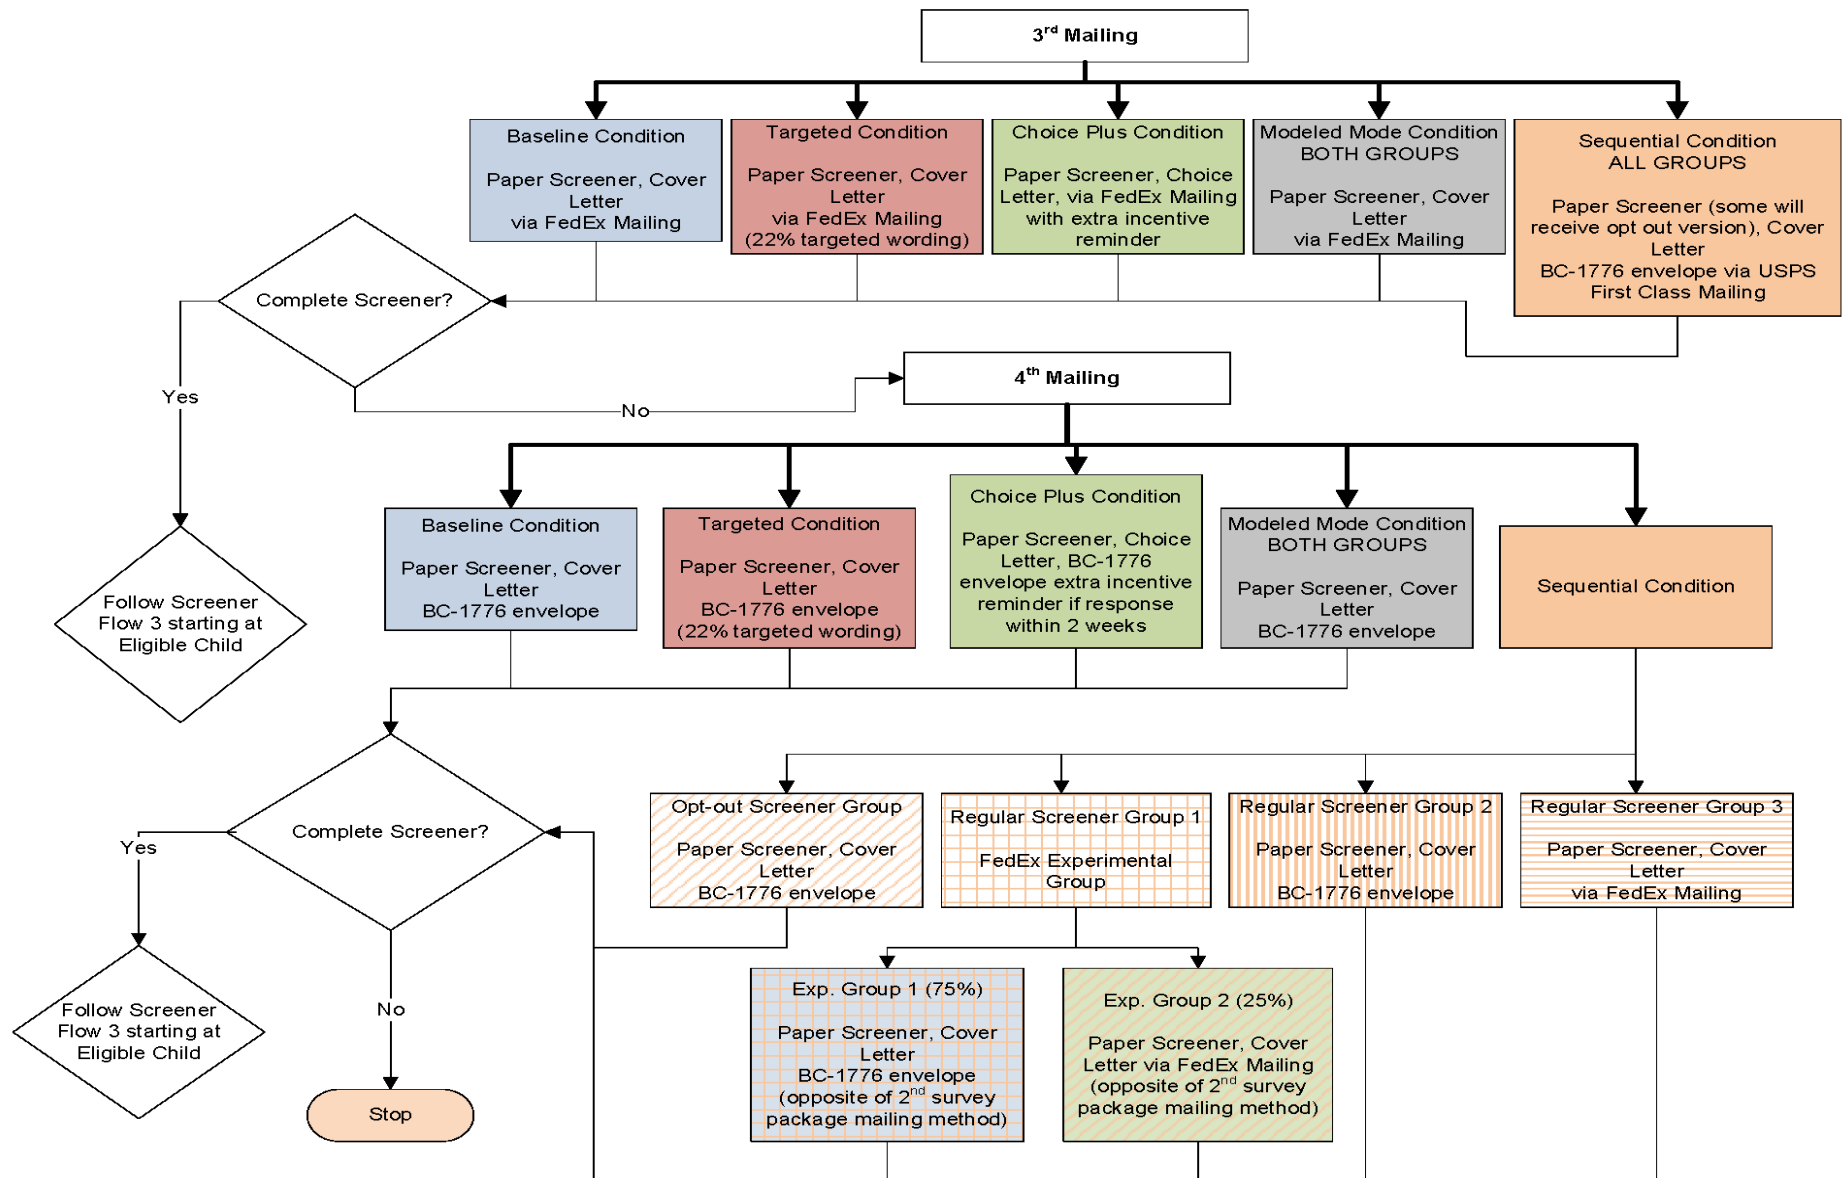 3rd Mailing
Baseline Condition
Paper Screener, Cover
Letter
via FedEx Mailing
Targeted Condition
Paper Screener, Cover
Letter
via FedEx Mailing
(22% targeted wording)
Choice Plus Condition
Paper Screener, Choice
Letter, via FedEx Mailing
with extra incentive
reminder
Modeled Mode Condition
BOTH GROUPS
Paper Screener, Cover
Letter
via FedEx Mailing
Sequential Condition
ALL GROUPS
Paper Screener (some will
receive opt out version), Cover
Letter
BC-1776 envelope via USPS
First Class Mailing
Complete Screener?
Yes
No
4th Mailing
Follow Screener
Flow 3 starting at
Eligible Child
Baseline Condition
Paper Screener, Cover
Letter
BC-1776 envelope
Targeted Condition
Paper Screener, Cover
Letter
BC-1776 envelope
(22% targeted wording)
Choice Plus Condition
Paper Screener, Choice
Letter, BC-1776
envelope extra incentive
reminder if response
within 2 weeks
Modeled Mode Condition
BOTH GROUPS
Paper Screener, Cover
Letter
BC-1776 envelope
Sequential Condition
Complete Screener?
Yes
No
Opt-out Screener Group
Paper Screener, Cover
Letter
BC-1776 envelope
Regular Screener Group 1
FedEx Experimental
Group
Regular Screener Group 2
Paper Screener, Cover
Letter
BC-1776 envelope
Regular Screener Group 3
Paper Screener, Cover
Letter
via FedEx Mailing
Follow Screener
Flow 3 starting at
Eligible Child
Stop
Exp. Group 1 (75%)
Paper Screener, Cover
Letter
BC-1776 envelope
(opposite of 2nd survey
package mailing method)
Exp. Group 2 (25%)
Paper Screener, Cover
Letter via FedEx Mailing
(opposite of 2nd survey
package mailing method)